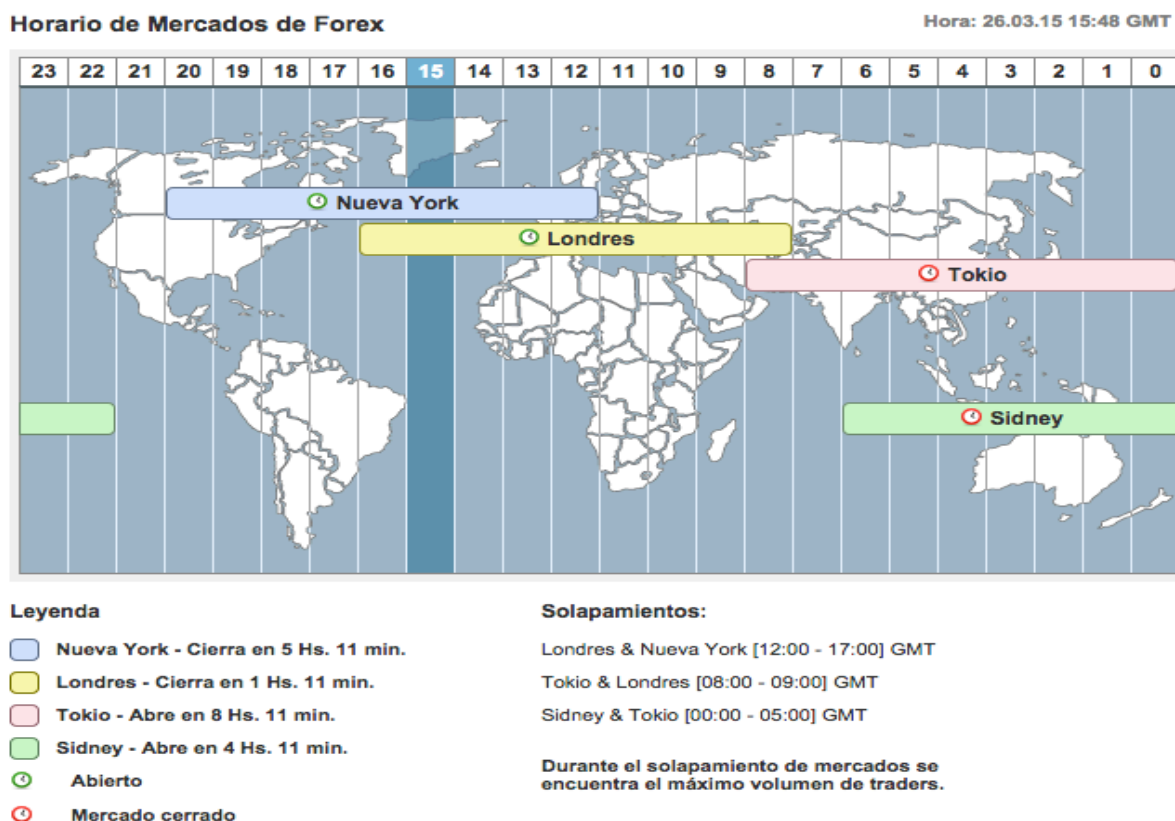 Horario de Mercados de Forex
Hora: 26.03.15 15:48 GMT
23 22 21 20 19 18 17 16 15 14 13 12 11 10 9 8 7 6 5 4 3 2 1 0
Nueva York
Londres
Tokio
Sidney
Leyenda
Nueva York - Cierra en 5 Hs. 11 min.
Londres - Cierra en 1 Hs. 11 min.
Tokio - Abre en 8 Hs. 11 min.
Sidney - Abre en 4 Hs. 11 min.
Abierto
Mercado cerrado
Solapamientos:
Londres & Nueva York [12:00 - 17:00] GMT
Tokio & Londres [08:00 - 09:00] GMT
Sidney & Tokio [00:00 - 05:00] GMT
Durante el solapamiento de mercados se
encuentra el máximo volumen de traders.